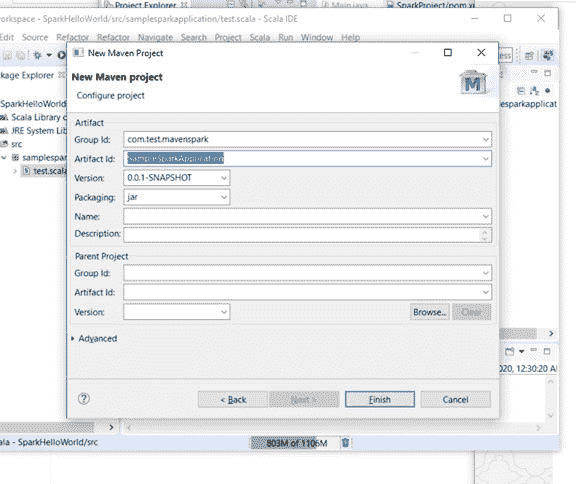 Project Explorer
Main.java
SparkProject/pom.x
workspace - SparkHelloWorld/src/samplesparkapplication/test.scala - Scala IDE
Edit Source Refactor Refactor Navigate Search Project Scala Run Window Help
New Maven Project
ckage Explorer
New Maven project
Configure project
SparkHelloWorld
Scala Library c
JRE System Lib
src
samplespar
test.scala
esparkapplicat
Artifact
Group Id: com.test.mavenspark
Artifact Id: SampleSparkApplication
Version: 0.0.1-SNAPSHOT
Packaging: jar
Name:
Description:
Parent Project
Group Id:
Artifact Id:
Version: Browse... Clear
Advanced
020, 12:30:20 AM
? < Back Next > Finish Cancel
ala - SparkHelloWorld/src
803M of 1106M